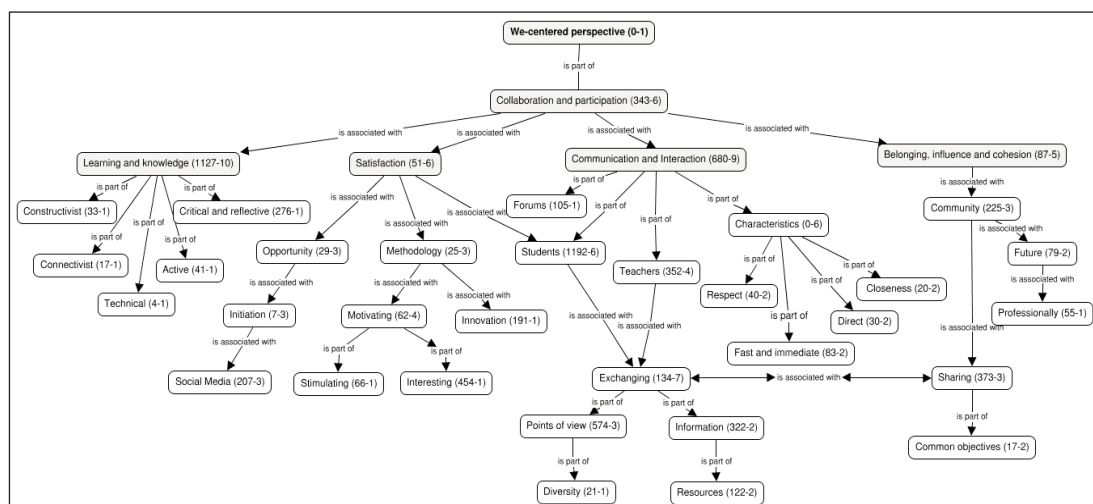 We-centered perspective (0-1)
is part of
Collaboration and participation (343-6)
is associated with
is associated with
is associated with
is associated with
Learning and knowledge (1127-10)
Satisfaction (51-6)
Communication and Interaction (680-9)
Belonging, influence and cohesion (87-5)
is part of
is part of
is part of
is part of
is associated with
Constructivist (33-1)
Critical and reflective (276-1)
Forums (105-1)
Community (225-3)
is associated with
is associated with
is associated with
is part of
is part of
Characteristics (0-6)
is associated with
is part of
is part of
is part of
Opportunity (29-3)
Methodology (25-3)
Students (1192-6)
Future (79-2)
Connectivist (17-1)
Active (41-1)
Teachers (352-4)
is part of
is part of
is associated with
Respect (40-2)
Closeness (20-2)
Technical (4-1)
is associated with
is associated with
is associated with
is part of
is part of
Initiation (7-3)
Motivating (62-4)
Innovation (191-1)
is associated with
is associated with
Direct (30-2)
Professionally (55-1)
is associated with
is associated with
is part of
is part of
Fast and immediate (83-2)
Social Media (207-3)
Stimulating (66-1)
Interesting (454-1)
Exchanging (134-7)
is associated with
Sharing (373-3)
is part of
is part of
is part of
Points of view (574-3)
Information (322-2)
Common objectives (17-2)
is part of
is part of
Diversity (21-1)
Resources (122-2)